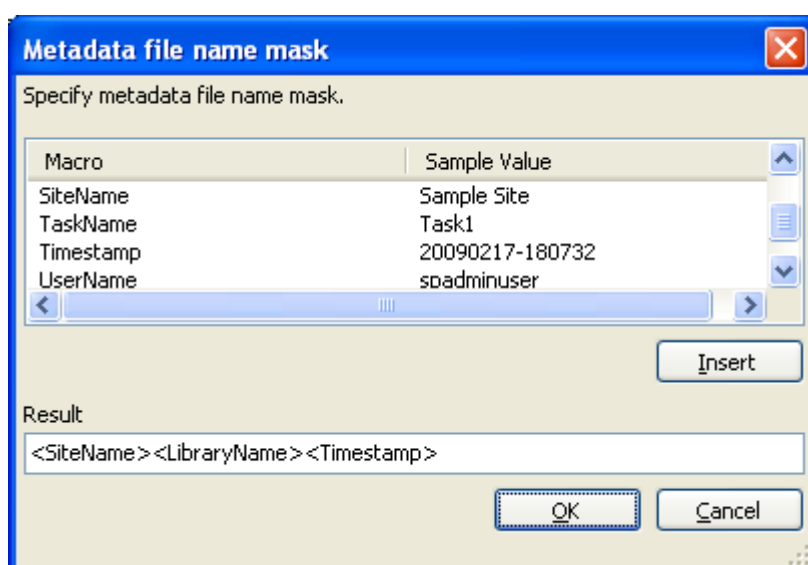 Metadata file name mask
Specify metadata file name mask.
Macro Sample Value
SiteName Sample Site
TaskName Task1
Timestamp 20090217-180732
UserName spadminuser
Insert
Result
<SiteName><LibraryName><Timestamp>
OK Cancel